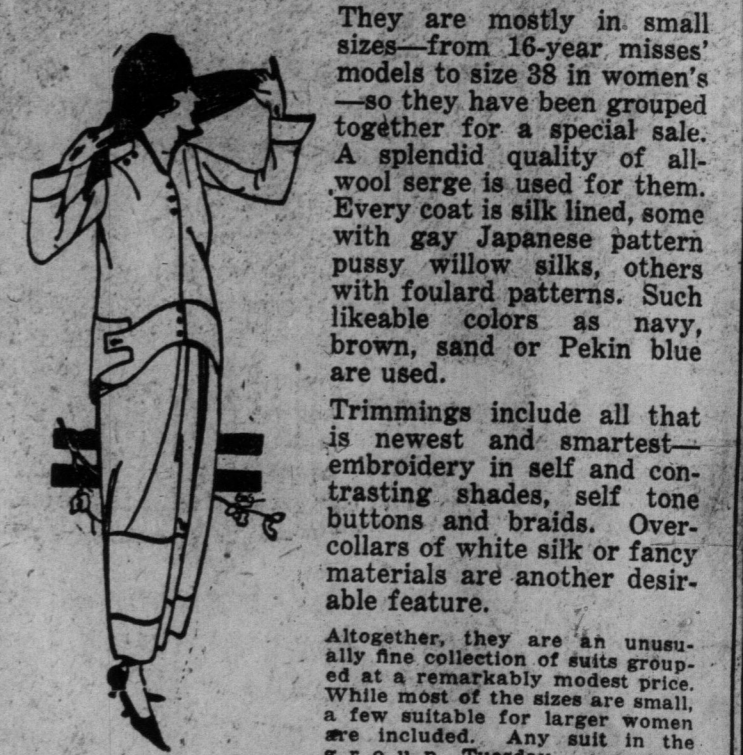 They are mostly in small
sizes—from 16-year misses'
models to size 38 in women's
—so they have been grouped
together for a special sale.
A splendid quality of all-
wool serge is used for them.
Every coat is silk lined, some
with gay Japanese pattern
pussy willow silks, others
with foulard patterns. Such
likeable colors as navy,
brown, sand or Pekin blue
are used.
Trimmings include all that
is newest and smartest—
embroidery in self and con-
trasting shades, self tone
buttons and braids. Over-
collars of white silk or fancy
materials are another desir-
able feature.
Altogether, they are an unusu-
ally fine collection of suits group-
ed at a remarkably modest price.
While most of the sizes are small,
a few suitable for larger women
are included. Any suit in the
group, Tuesday